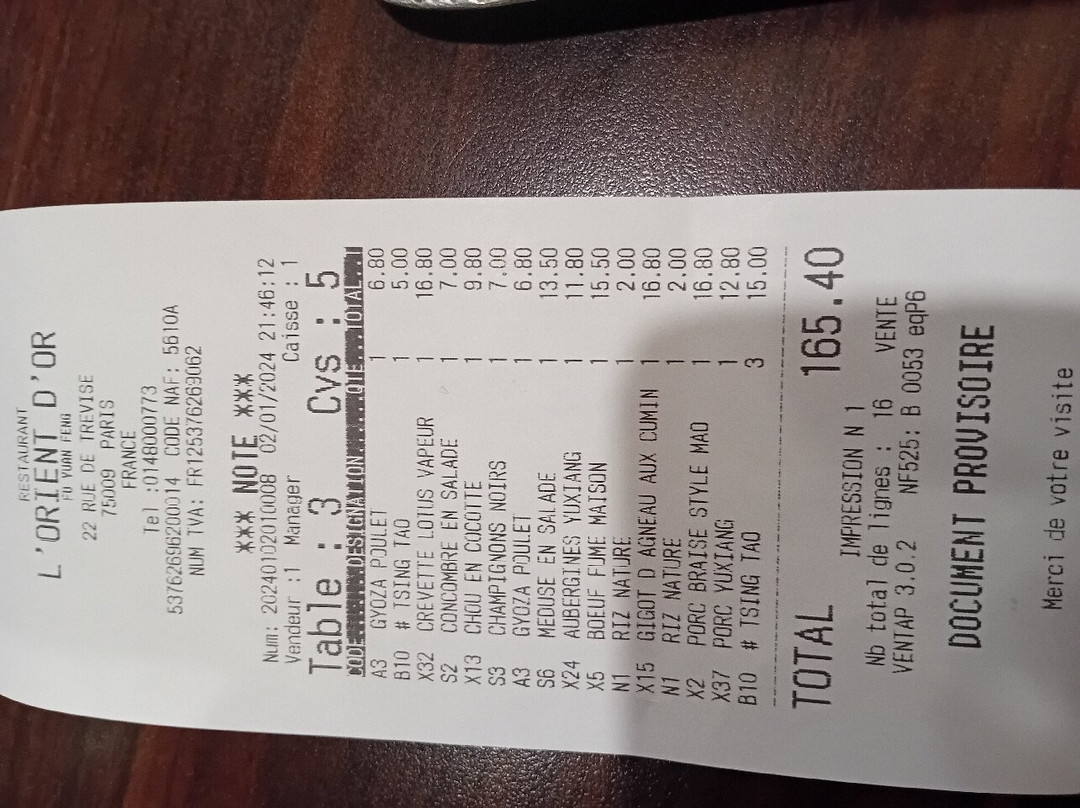 RESTAURANT
L'ORIENT D'OR
FU YUAN FENG
22 RUE DE TREVISE
75009 PARIS
FRANCE
Tel :0148000773
53762696200014 CODE NAF: 5610A
NUM TVA: FR12537626962
*** NOTE ***
Num: 20240102010008 02/01/2024 21:46:12
Vendeur :1 Manager Caisse : 1
Table : 3 Cvs : 5
CODE DESIGNATION QUE TOTAL
A3 GYOZA POULET 1 6.80
B10 # TSING TAO 1 5.00
X32 CREVETTE LOTUS VAPEUR 1 16.80
S2 CONCOMBRE EN SALADE 1 7.00
X13 CHOU EN COCOTTE 1 9.80
S3 CHAMPIGNONS NOIRS 1 7.00
A3 GYOZA POULET 1 6.80
S6 MEDUSE EN SALADE 1 13.50
X24 AUBERGINES YUXIANG 1 11.80
X5 BOEUF FUME MAISON 1 15.50
N1 RIZ NATURE 1 2.00
X15 GIGOT D AGNEAU AUX CUMIN 1 16.80
N1 RIZ NATURE 1 2.00
X2 PORC BRAISE STYLE MAO 1 16.80
X37 PORC YUXIANG 1 12.80
B10 # TSING TAO 3 15.00
TOTAL 165.40
IMPRESSION N 1
Nb total de lignes : 16 VENTE
VENTAP 3.0.2 NF525: B 0053 eqP6
DOCUMENT PROVISOIRE
Merci de votre visite